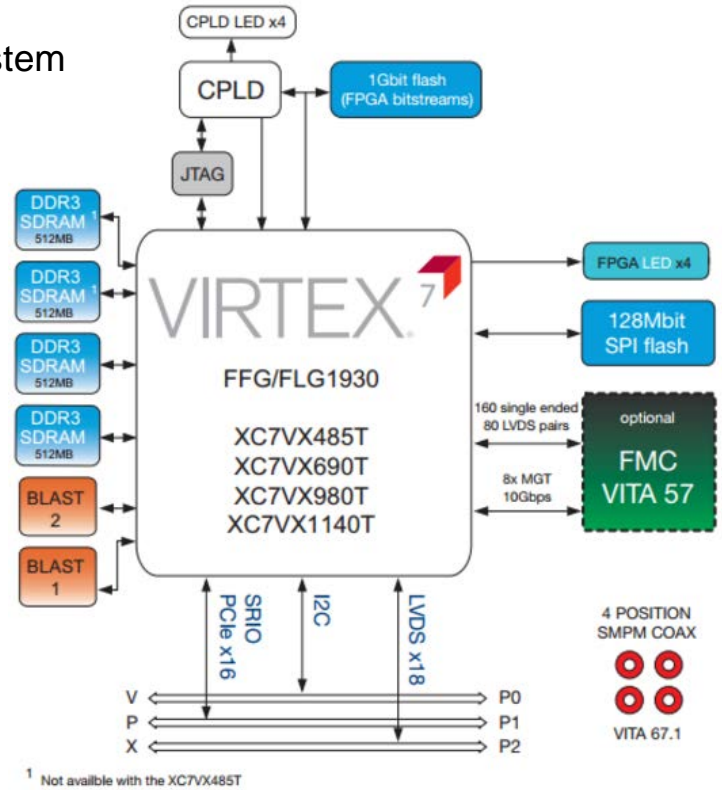 stem
CPLD LED x4
CPLD
1Gbit flash
(FPGA bitstreams)
JTAG
DDR3
SDRAM 1
512MB
DDR3
SDRAM 1
512MB
DDR3
SDRAM
512MB
DDR3
SDRAM
512MB
BLAST
2
BLAST
1
VIRTEX 7
FFG/FLG1930
XC7VX485T
XC7VX690T
XC7VX980T
XC7VX1140T
FPGA LED x4
128Mbit
SPI flash
160 single ended
80 LVDS pairs
8x MGT
10Gbps
optional
FMC
VITA 57
SRIO
PCIe x16
I2C
LVDS x18
4 POSITION
SMPM COAX
VITA 67.1
V P0
P P1
X P2
1 Not availble with the XC7VX485T